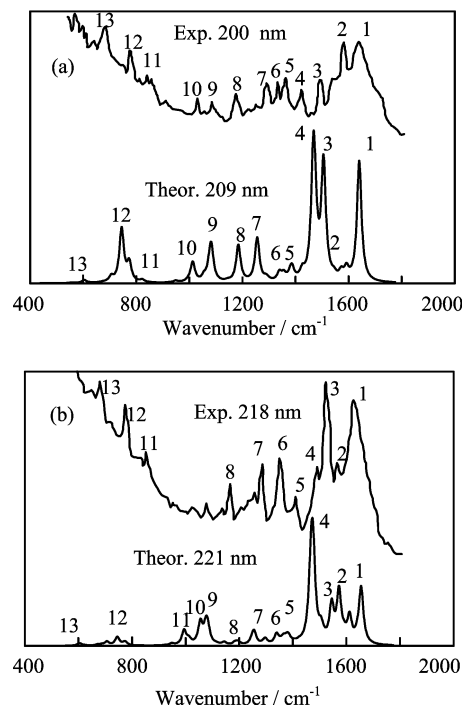 13
Exp. 200 nm
2 1
12
(a)
11
10 9 8 7 6 5 4 3
4
3
1
Theor. 209 nm
12
10 9 8 7
13 11 6 5 2
400 800 1200 1600 2000
Wavenumber / cm-1
13
3 1
(b)
12
Exp. 218 nm
11
8 7 6 5 4 2
4
Theor. 221 nm
13 12 11 10 9 8 7 6 5 3 2 1
400 800 1200 1600 2000
Wavenumber / cm-1